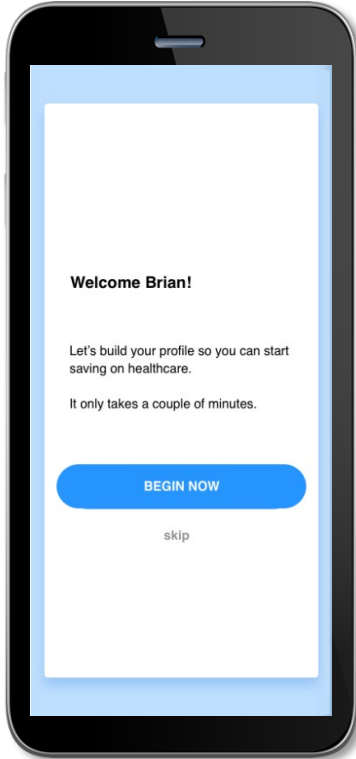 Welcome Brian!
Let's build your profile so you can start
saving on healthcare.
It only takes a couple of minutes.
BEGIN NOW
skip